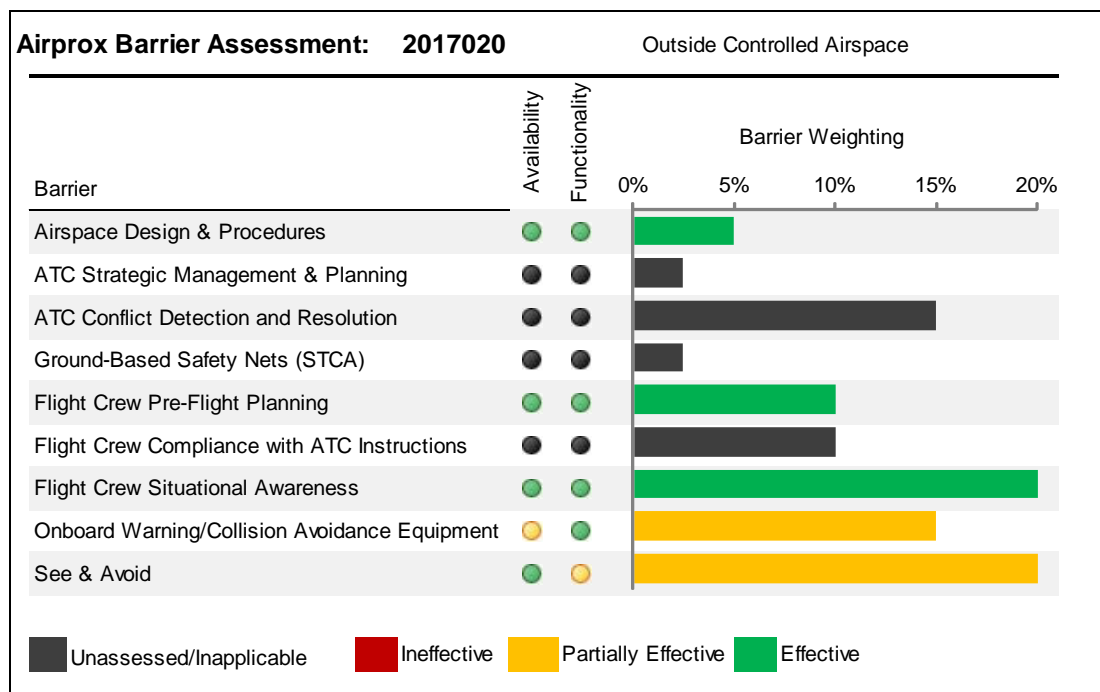 Airprox Barrier Assessment: 2017020 Outside Controlled Airspace
Availability
Functionality
Barrier Weighting
Barrier
0% 5% 10% 15% 20%
Airspace Design & Procedures
ATC Strategic Management & Planning
ATC Conflict Detection and Resolution
Ground-Based Safety Nets (STCA)
Flight Crew Pre-Flight Planning
Flight Crew Compliance with ATC Instructions
Flight Crew Situational Awareness
Onboard Warning/Collision Avoidance Equipment
See & Avoid
Unassessed/Inapplicable Ineffective Partially Effective Effective